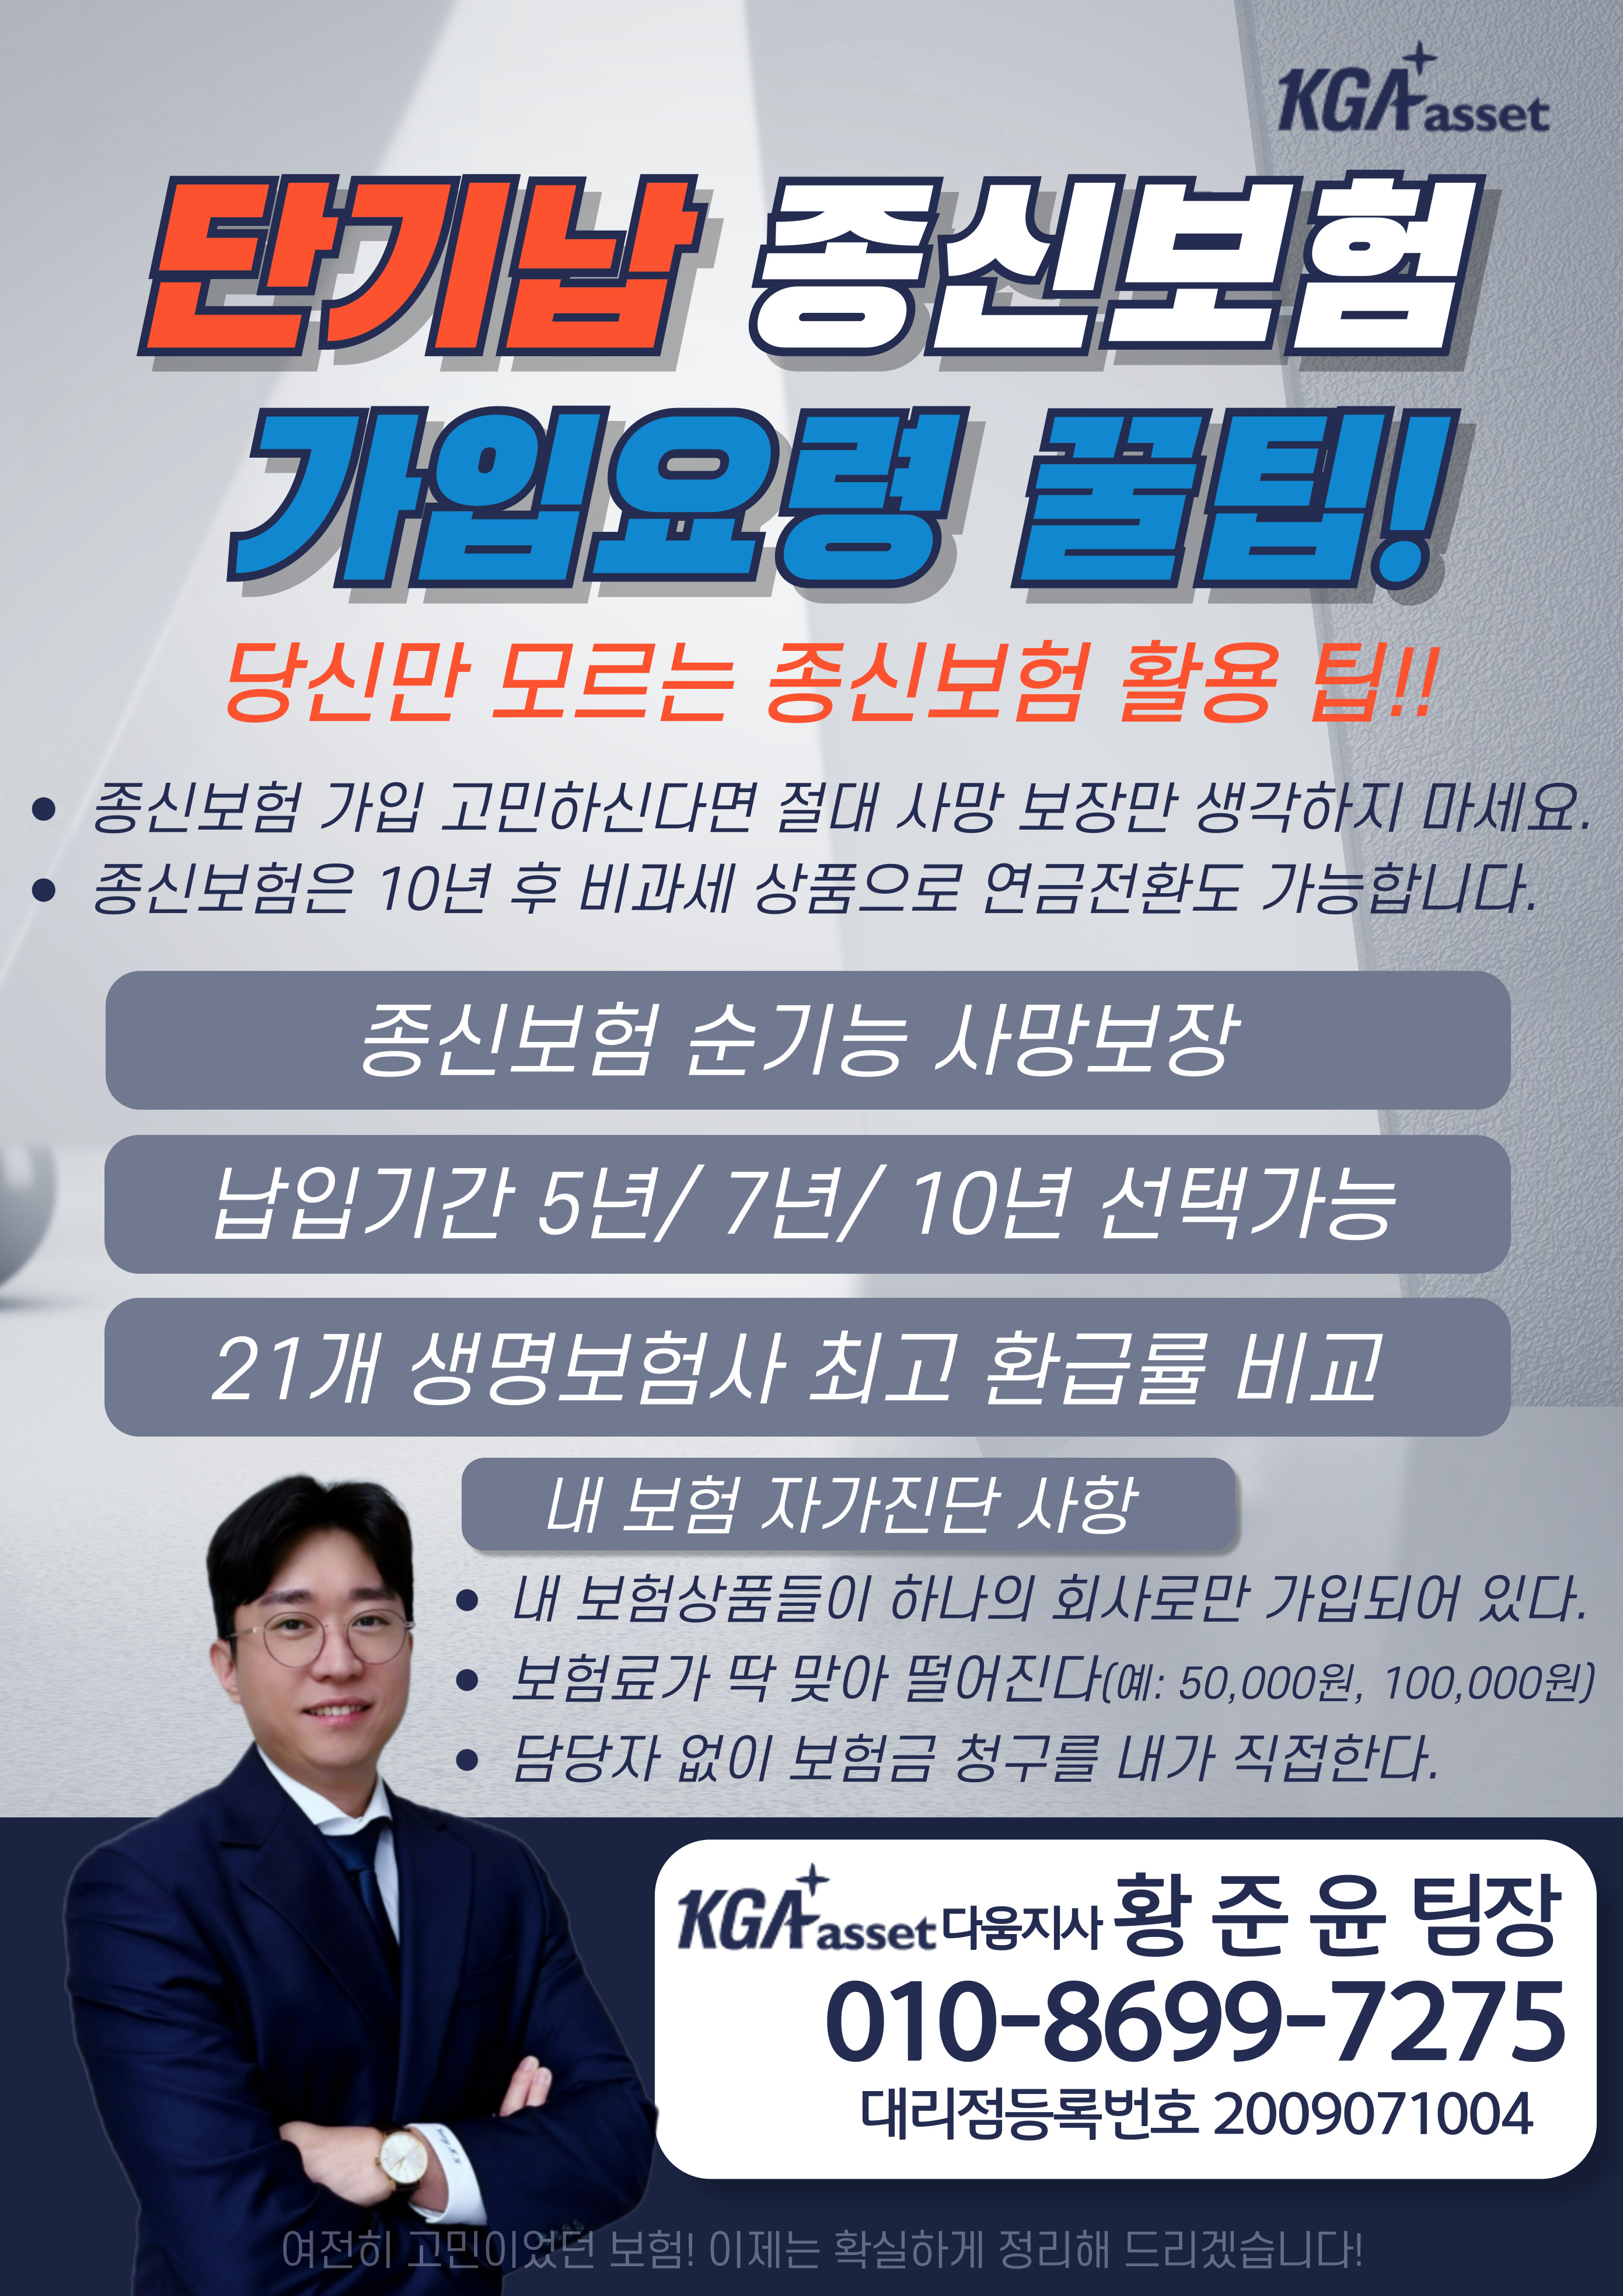 KGA asset
단기납 종신보험
가입요령 꿀팁!
당신만 모르는 종신보험 활용 팁!!
• 종신보험 가입 고민하신다면 절대 사망 보장만 생각하지 마세요.
• 종신보험은 10년 후 비과세 상품으로 연금전환도 가능합니다.
종신보험 순기능 사망보장
납입기간 5년/ 7년/ 10년 선택가능
21개 생명보험사 최고 환급률 비교
내 보험 자가진단 사항
• 내 보험상품들이 하나의 회사로만 가입되어 있다.
• 보험료가 딱 맞아 떨어진다(예: 50,000원, 100,000원)
• 담당자 없이 보험금 청구를 내가 직접한다.
KGA asset 다움지사 황 준 윤 팀장
010-8699-7275
대리점등록번호 2009071004
여전히 고민이었던 보험! 이제는 확실하게 정리해 드리겠습니다!